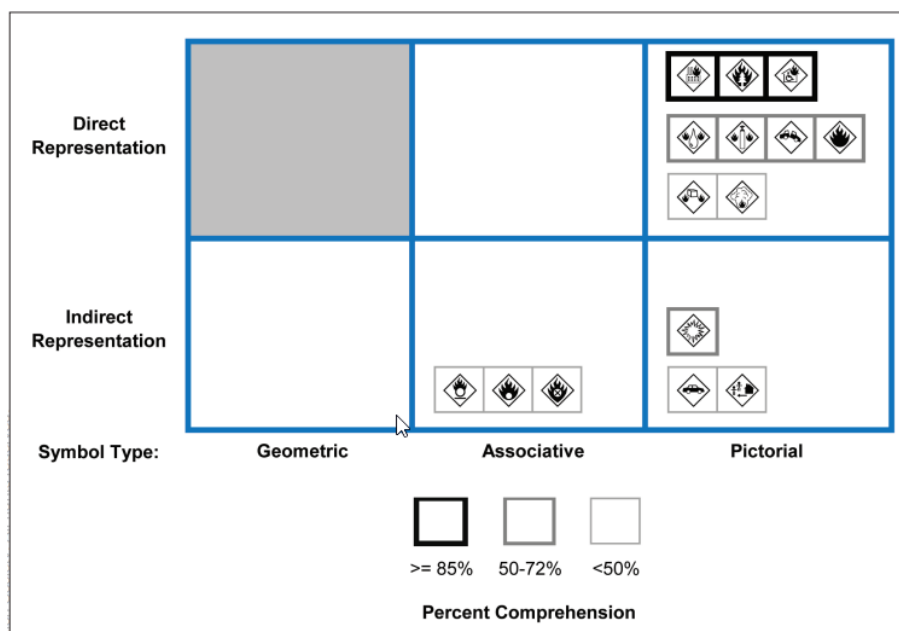 Direct
Representation
Indirect
Representation
Symbol Type:
Geometric
Associative
Pictorial
>= 85%
50-72%
<50%
Percent Comprehension